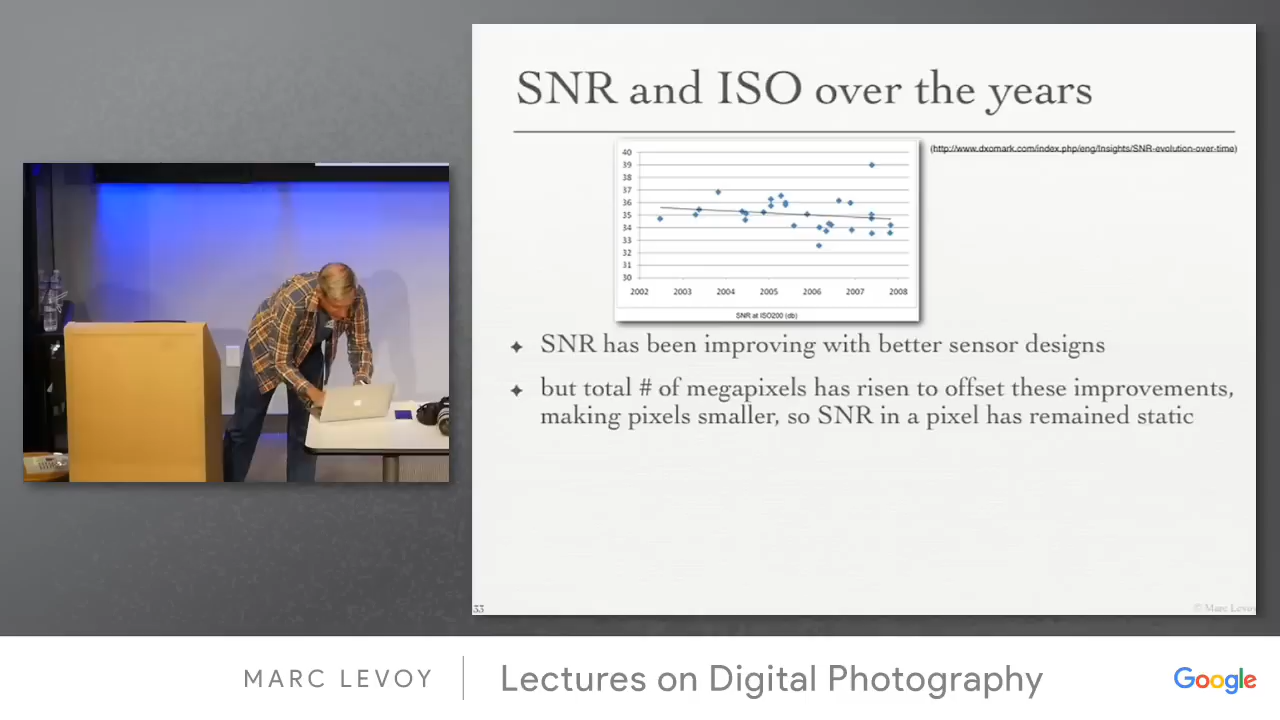 SNR and ISO over the years
(http://www.dxomark.com/index.php/eng/Insights/SNR-evolution-over-time)
40
39
38
37
36
35
34
33
32
31
30
2002 2003 2004 2005 2006 2007 2008
SNR at ISO200 (db)
SNR has been improving with better sensor designs
but total # of megapixels has risen to offset these improvements,
making pixels smaller, so SNR in a pixel has remained static
33
© Marc Levoy
MARC LEVOY
Lectures on Digital Photography
Google